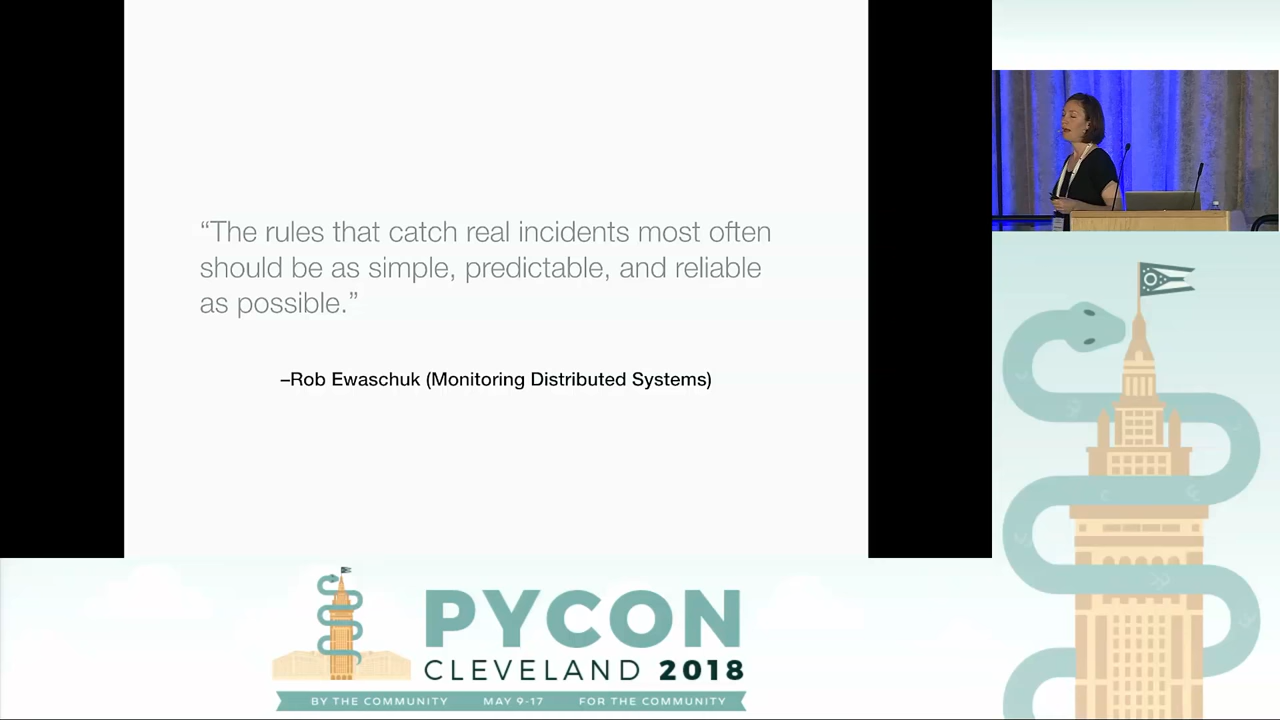 “The rules that catch real incidents most often
should be as simple, predictable, and reliable
as possible.”
–Rob Ewaschuk (Monitoring Distributed Systems)
PYCON
CLEVELAND 2018
BY THE COMMUNITY MAY 9-17 FOR THE COMMUNITY